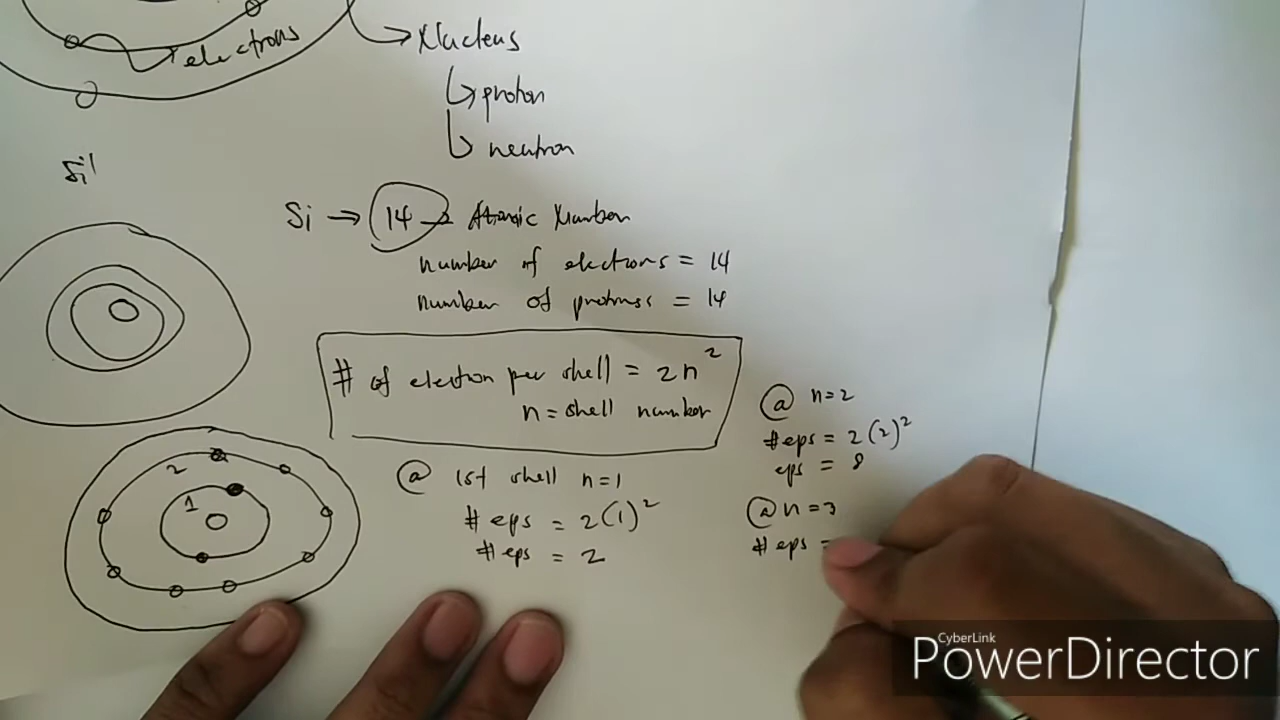 electrons
Nucleus
proton
neutron
Si
Si → 14 → Atomic Number
number of electrons = 14
number of protons = 14
# of electron per shell = 2n²
n = shell number
@ 1st shell n=1
# eps = 2(1)²
# eps = 2
@ n=2
# eps = 2(2)²
eps = 8
@ n=3
# eps =
2
1
CyberLink
PowerDirector